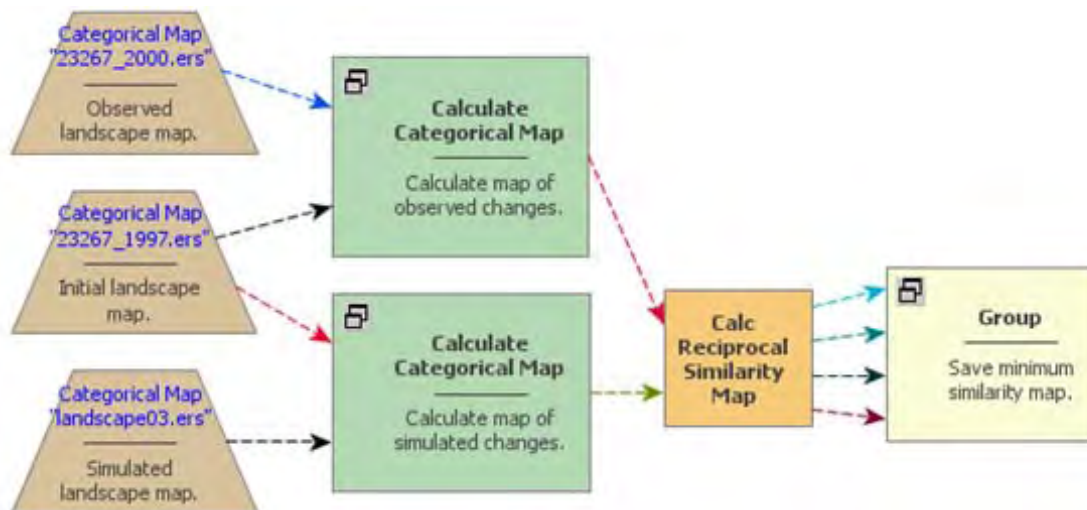 Categorical Map
"23267_2000.ers"
Observed
landscape map.
Categorical Map
"23267_1997.ers"
Initial landscape
map.
Categorical Map
"landscape03.ers"
Simulated
landscape map.
Calculate
Categorical Map
Calculate map of
observed changes.
Calculate
Categorical Map
Calculate map of
simulated changes.
Calc
Reciprocal
Similarity
Map
Group
Save minimum
similarity map.